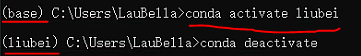 (base) C:\Users\LauBella>conda activate liubei
(liubei) C:\Users\LauBella>conda deactivate